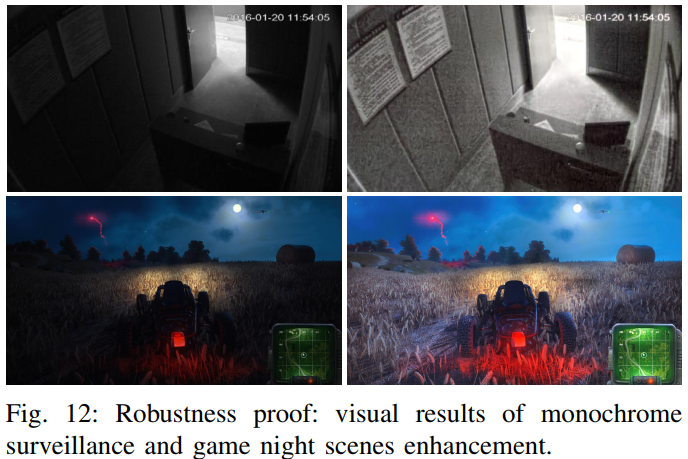 2016-01-20 11:54:05
2016-01-20 11:54:05
Fig. 12: Robustness proof: visual results of monochrome
surveillance and game night scenes enhancement.